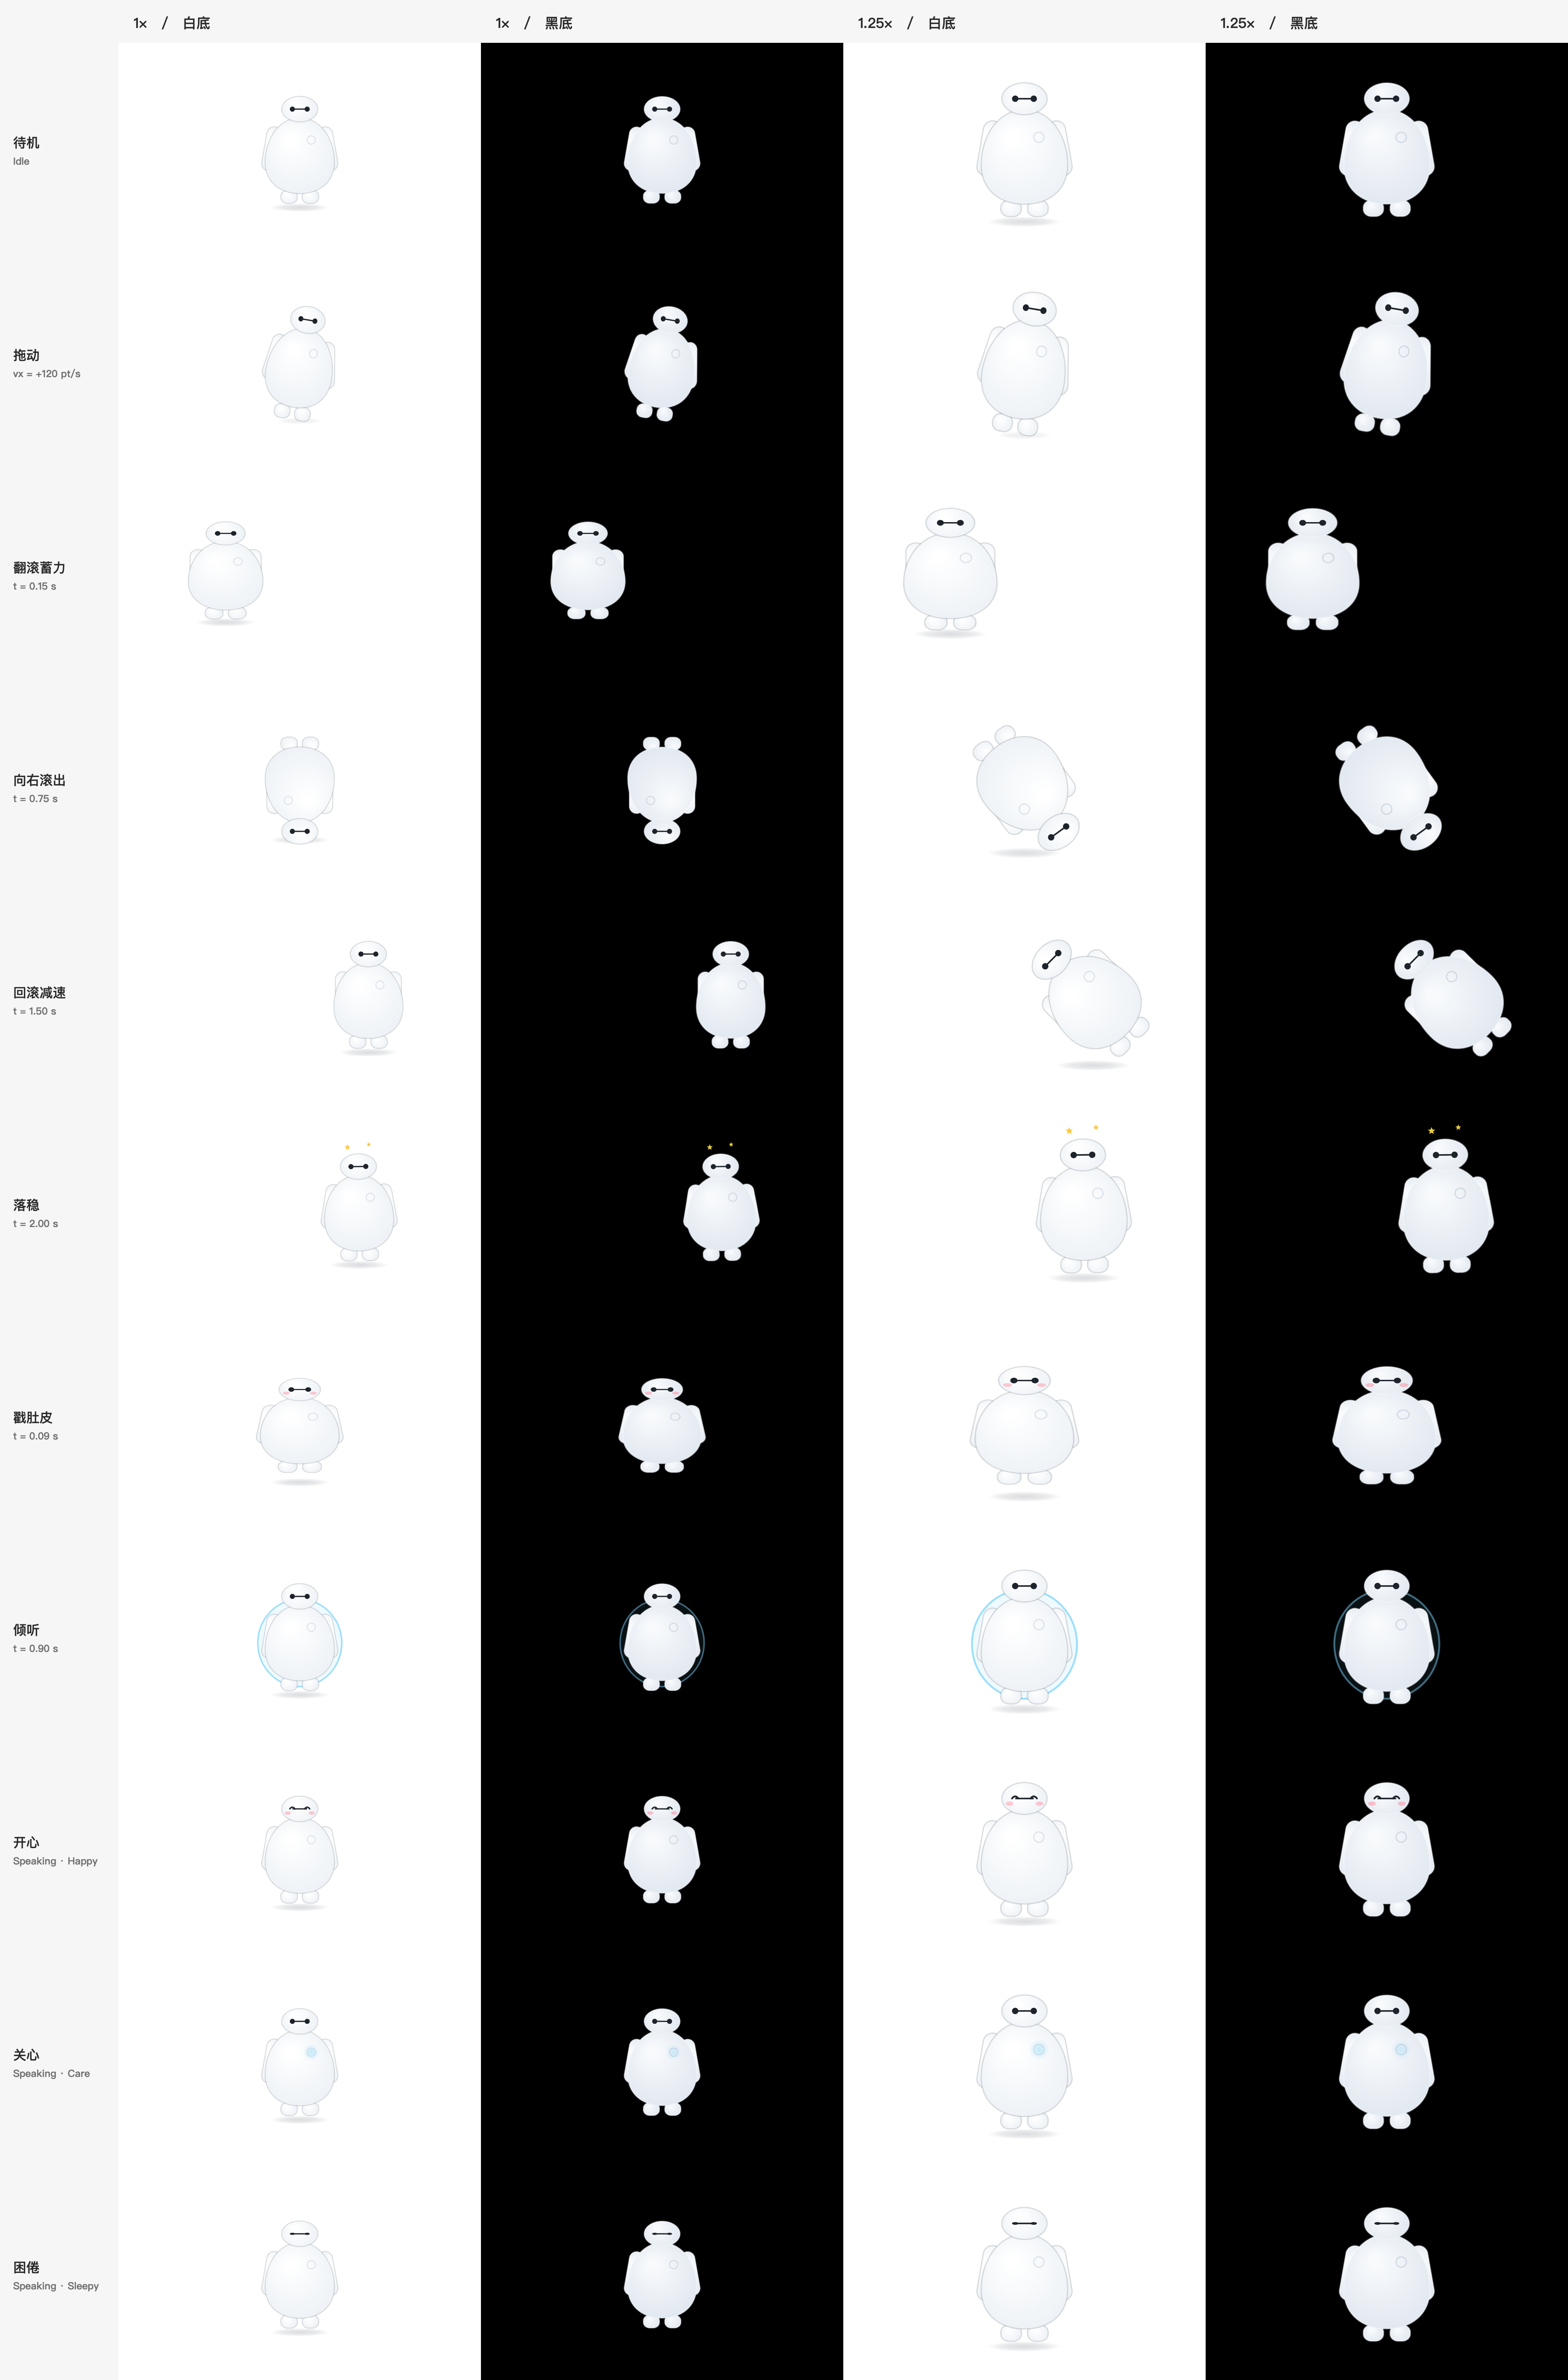 1× / 白底
1× / 黑底
1.25× / 白底
1.25× / 黑底
待机
Idle
拖动
vx = +120 pt/s
翻滚蓄力
t = 0.15 s
向右滚出
t = 0.75 s
回滚减速
t = 1.50 s
落稳
t = 2.00 s
戳肚皮
t = 0.09 s
倾听
t = 0.90 s
开心
Speaking · Happy
关心
Speaking · Care
困倦
Speaking · Sleepy